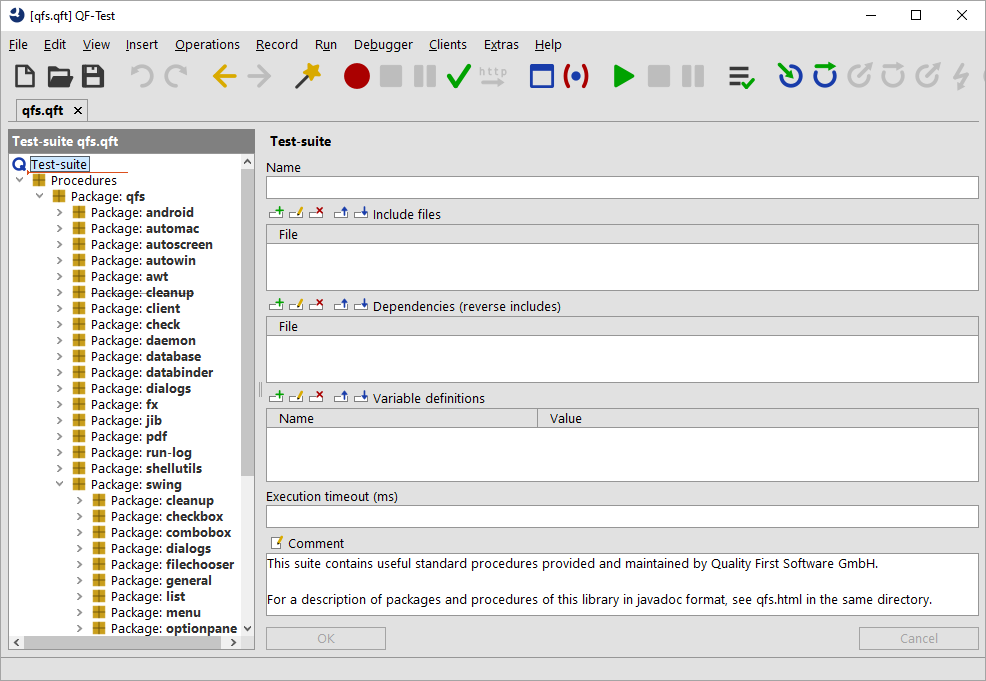 [qfs.qft] QF-Test
File Edit View Insert Operations Record Run Debugger Clients Extras Help
http
qfs.qft
Test-suite qfs.qft
Test-suite
Procedures
Package: qfs
Package: android
Package: automac
Package: autoscreen
Package: autowin
Package: awt
Package: cleanup
Package: client
Package: check
Package: daemon
Package: database
Package: databinder
Package: dialogs
Package: fx
Package: jib
Package: pdf
Package: run-log
Package: shellutils
Package: swing
Package: cleanup
Package: checkbox
Package: combobox
Package: dialogs
Package: filechooser
Package: general
Package: list
Package: menu
Package: optionpane
Test-suite
Name
Include files
File
Dependencies (reverse includes)
File
Variable definitions
Name Value
Execution timeout (ms)
Comment
This suite contains useful standard procedures provided and maintained by Quality First Software GmbH.
For a description of packages and procedures of this library in javadoc format, see qfs.html in the same directory.
OK Cancel